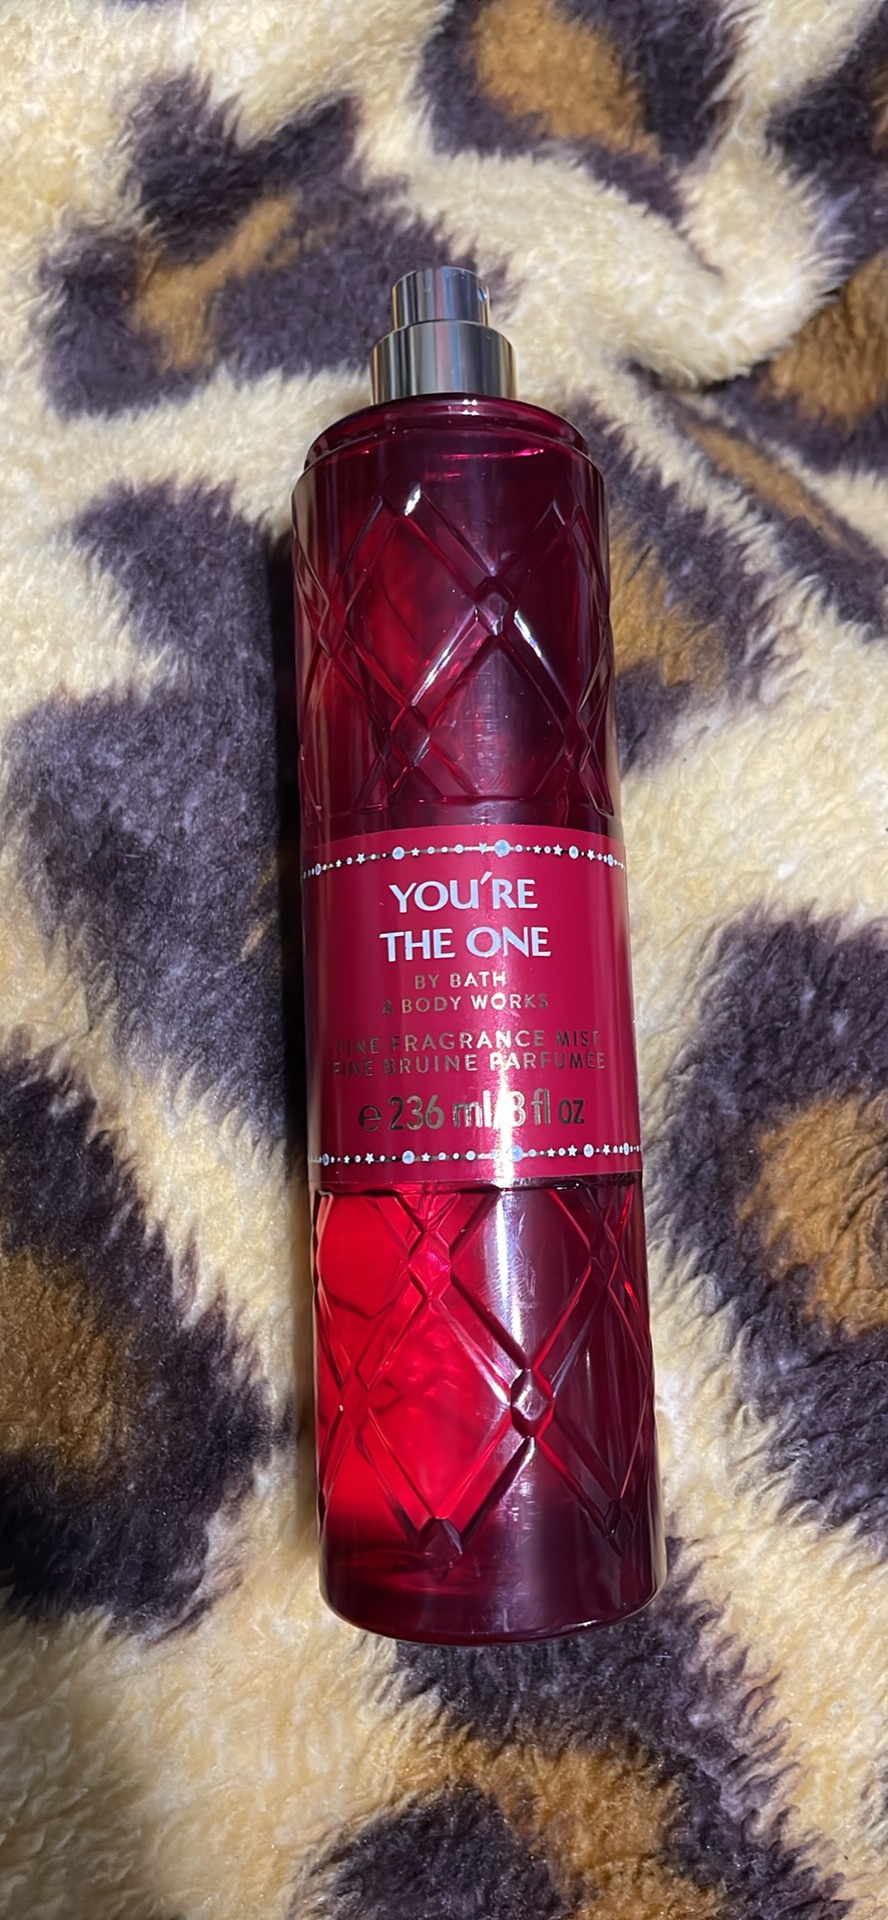 YOU'RE
THE ONE
BY BATH
& BODY WORKS
FINE FRAGRANCE MIST
FINE BRUINE PARFUMÉE
℮ 236 ml/8 fl oz